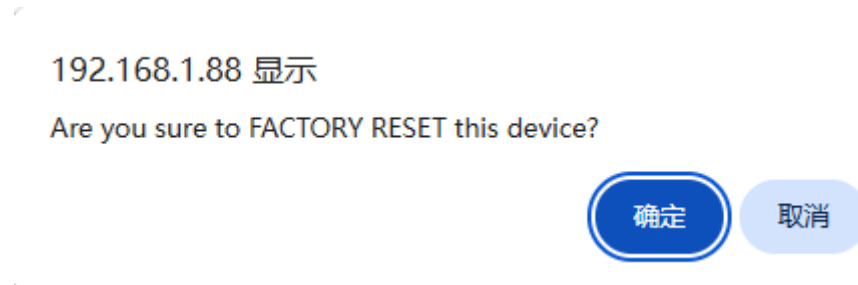 192.168.1.88 显示
Are you sure to FACTORY RESET this device?
确定 取消